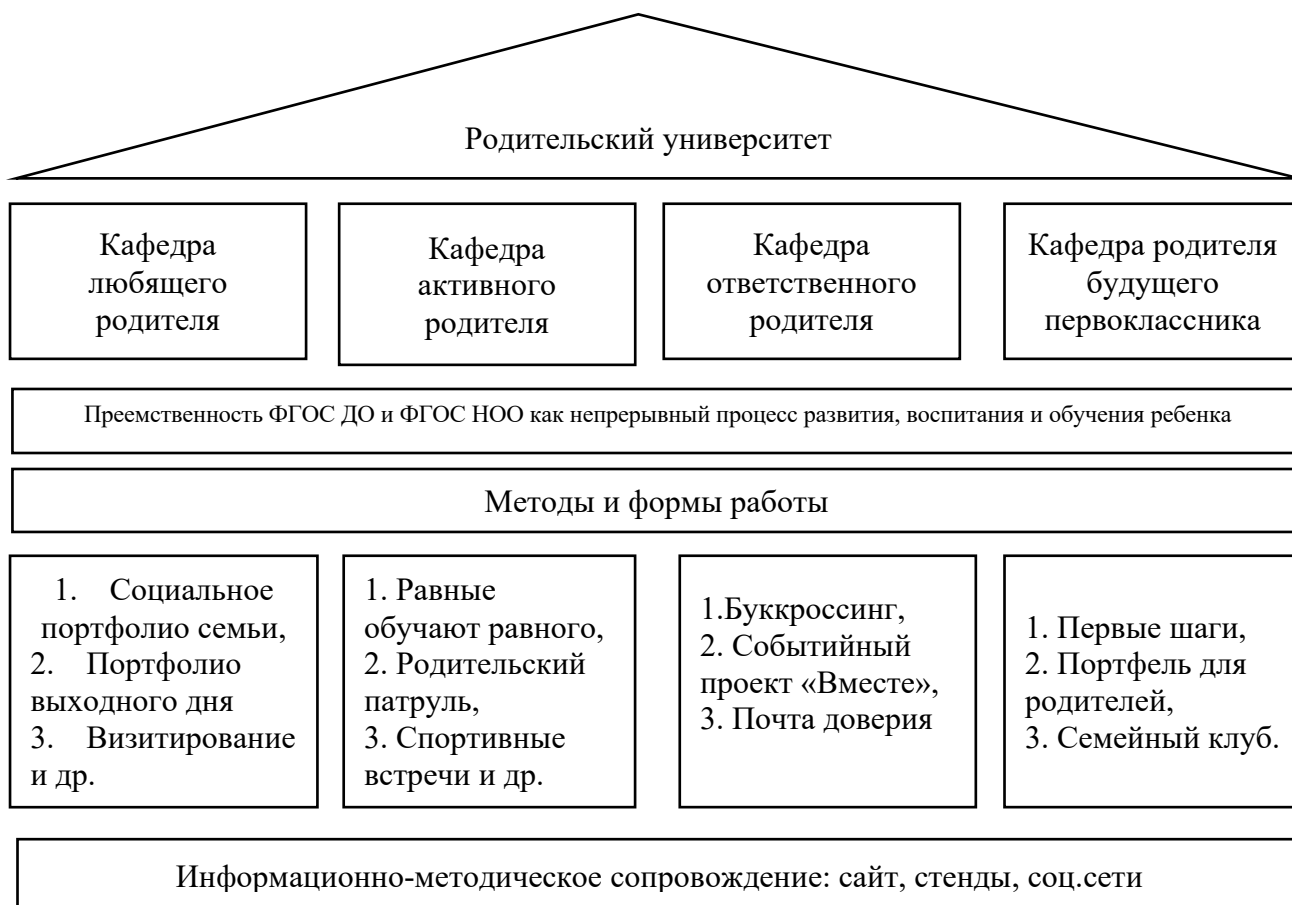 Родительский университет
Кафедра
любящего
родителя
Кафедра
активного
родителя
Кафедра
ответственного
родителя
Кафедра родителя
будущего
первоклассника
Преемственность ФГОС ДО и ФГОС НОО как непрерывный процесс развития, воспитания и обучения ребенка
Методы и формы работы
1. Социальное
портфолио семьи,
2. Портфолио
выходного дня
3. Визитирование
и др.
1. Равные
обучают равного,
2. Родительский
патруль,
3. Спортивные
встречи и др.
1.Буккроссинг,
2. Событийный
проект «Вместе»,
3. Почта доверия
1. Первые шаги,
2. Портфель для
родителей,
3. Семейный клуб.
Информационно-методическое сопровождение: сайт, стенды, соц.сети